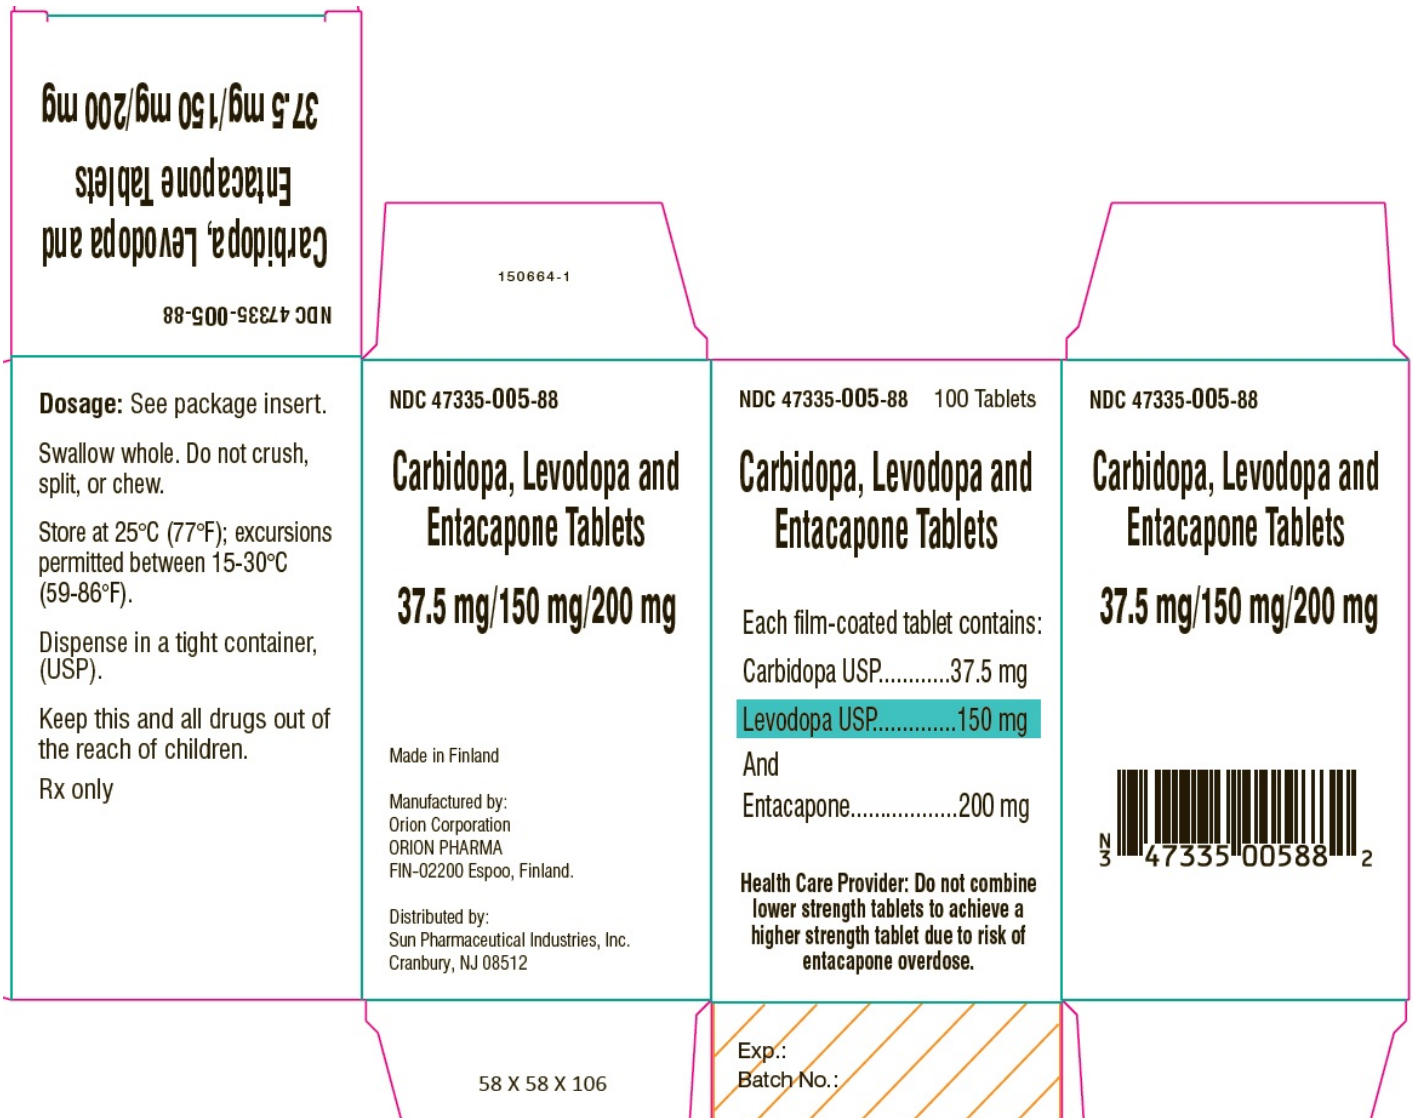 37.5 mg/150 mg/200 mg
Entacapone Tablets
Carbidopa, Levodopa and
NDC 47335-005-88
150664-1
Dosage: See package insert.
Swallow whole. Do not crush,
split, or chew.
Store at 25°C (77°F); excursions
permitted between 15-30°C
(59-86°F).
Dispense in a tight container,
(USP).
Keep this and all drugs out of
the reach of children.
Rx only
NDC 47335-005-88
Carbidopa, Levodopa and
Entacapone Tablets
37.5 mg/150 mg/200 mg
Made in Finland
Manufactured by:
Orion Corporation
ORION PHARMA
FIN-02200 Espoo, Finland.
Distributed by:
Sun Pharmaceutical Industries, Inc.
Cranbury, NJ 08512
58 X 58 X 106
NDC 47335-005-88 100 Tablets
Carbidopa, Levodopa and
Entacapone Tablets
Each film-coated tablet contains:
Carbidopa USP............37.5 mg
Levodopa USP..............150 mg
And
Entacapone..................200 mg
Health Care Provider: Do not combine
lower strength tablets to achieve a
higher strength tablet due to risk of
entacapone overdose.
Exp.:
Batch No.:
NDC 47335-005-88
Carbidopa, Levodopa and
Entacapone Tablets
37.5 mg/150 mg/200 mg
N
3 47335 00588 2